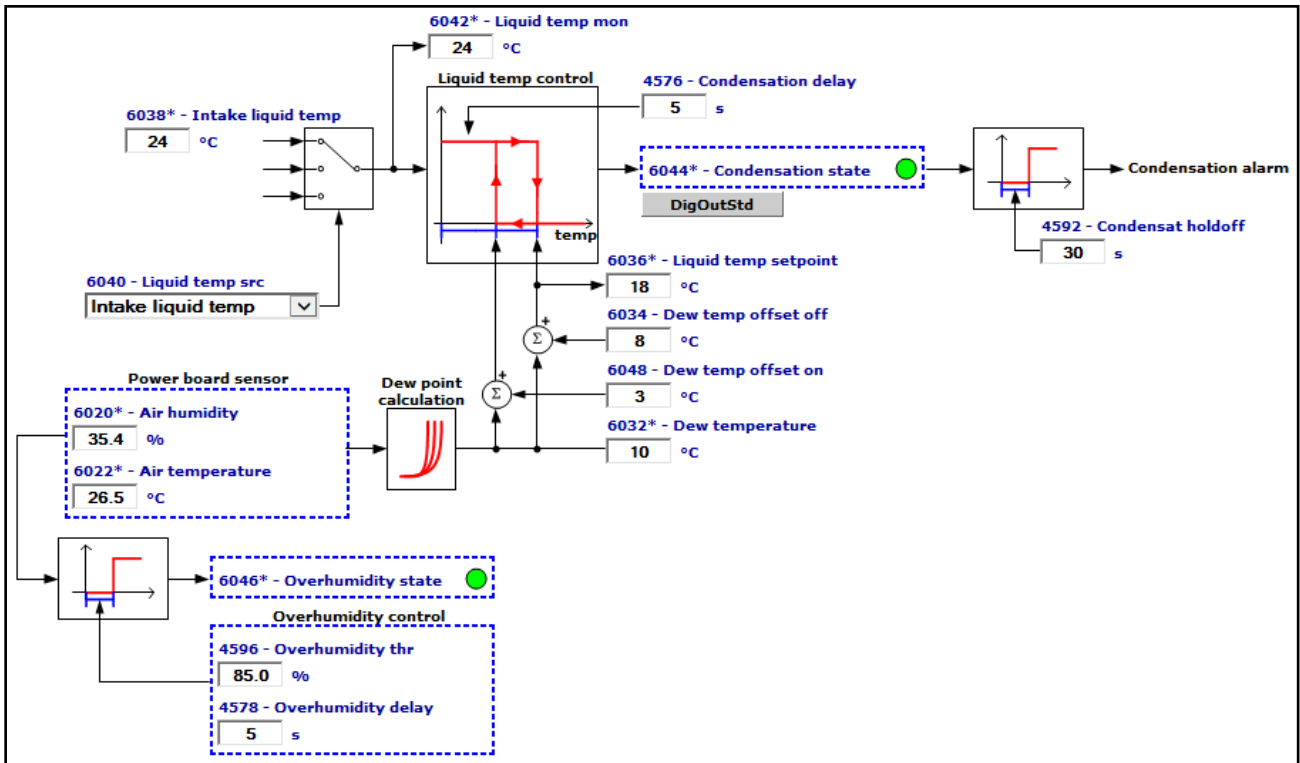 6042* - Liquid temp mon
24 °C
Liquid temp control
4576 - Condensation delay
5 s
6038* - Intake liquid temp
24 °C
6044* - Condensation state
DigOutStd
Condensation alarm
temp
4592 - Condensat holdoff
30 s
6036* - Liquid temp setpoint
18 °C
6040 - Liquid temp src
Intake liquid temp
6034 - Dew temp offset off
+
Σ
8 °C
6048 - Dew temp offset on
+
Σ
3 °C
Power board sensor
Dew point
calculation
6020* - Air humidity
35.4 %
6032* - Dew temperature
10 °C
6022* - Air temperature
26.5 °C
6046* - Overhumidity state
Overhumidity control
4596 - Overhumidity thr
85.0 %
4578 - Overhumidity delay
5 s